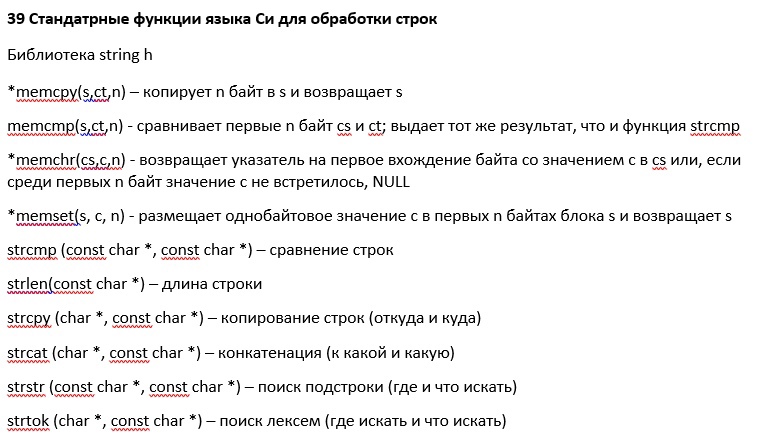 39 Стандатрные функции языка Си для обработки строк
Библиотека string h
*memcpy(s,ct,n) – копирует n байт в s и возвращает s
memcmp(s,ct,n) - сравнивает первые n байт cs и ct; выдает тот же результат, что и функция strcmp
*memchr(cs,c,n) - возвращает указатель на первое вхождение байта со значением c в cs или, если
среди первых n байт значение c не встретилось, NULL
*memset(s, c, n) - размещает однобайтовое значение c в первых n байтах блока s и возвращает s
strcmp (const char *, const char *) – сравнение строк
strlen(const char *) – длина строки
strcpy (char *, const char *) – копирование строк (откуда и куда)
strcat (char *, const char *) – конкатенация (к какой и какую)
strstr (const char *, const char *) – поиск подстроки (где и что искать)
strtok (char *, const char *) – поиск лексем (где искать и что искать)